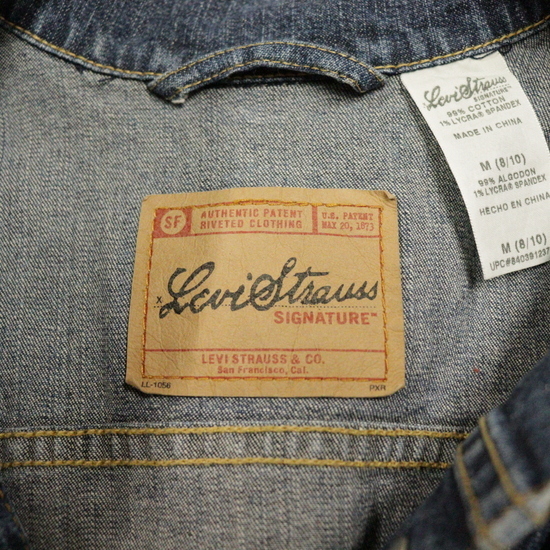 SF
AUTHENTIC PATENT
RIVETED CLOTHING
U.S. PATENT
MAY 20, 1873
x Levi Strauss
SIGNATURE™
LEVI STRAUSS & CO.
San Francisco, Cal.
LL-1056
PXR
Levi Strauss
SIGNATURE™
99% COTTON
1% LYCRA® SPANDEX
MADE IN CHINA
M (8/10)
99% ALGODON
1% LYCRA® SPANDEX
HECHO EN CHINA
M (8/10)